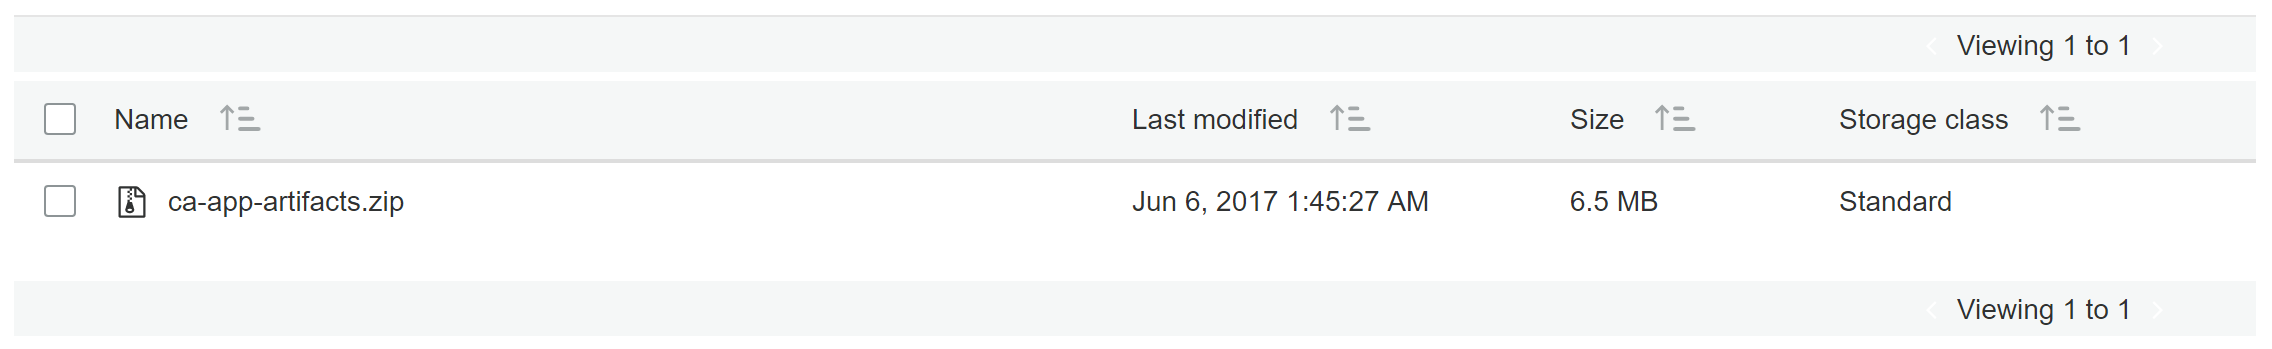 Viewing 1 to 1
Name Last modified Size Storage class
ca-app-artifacts.zip Jun 6, 2017 1:45:27 AM 6.5 MB Standard
Viewing 1 to 1